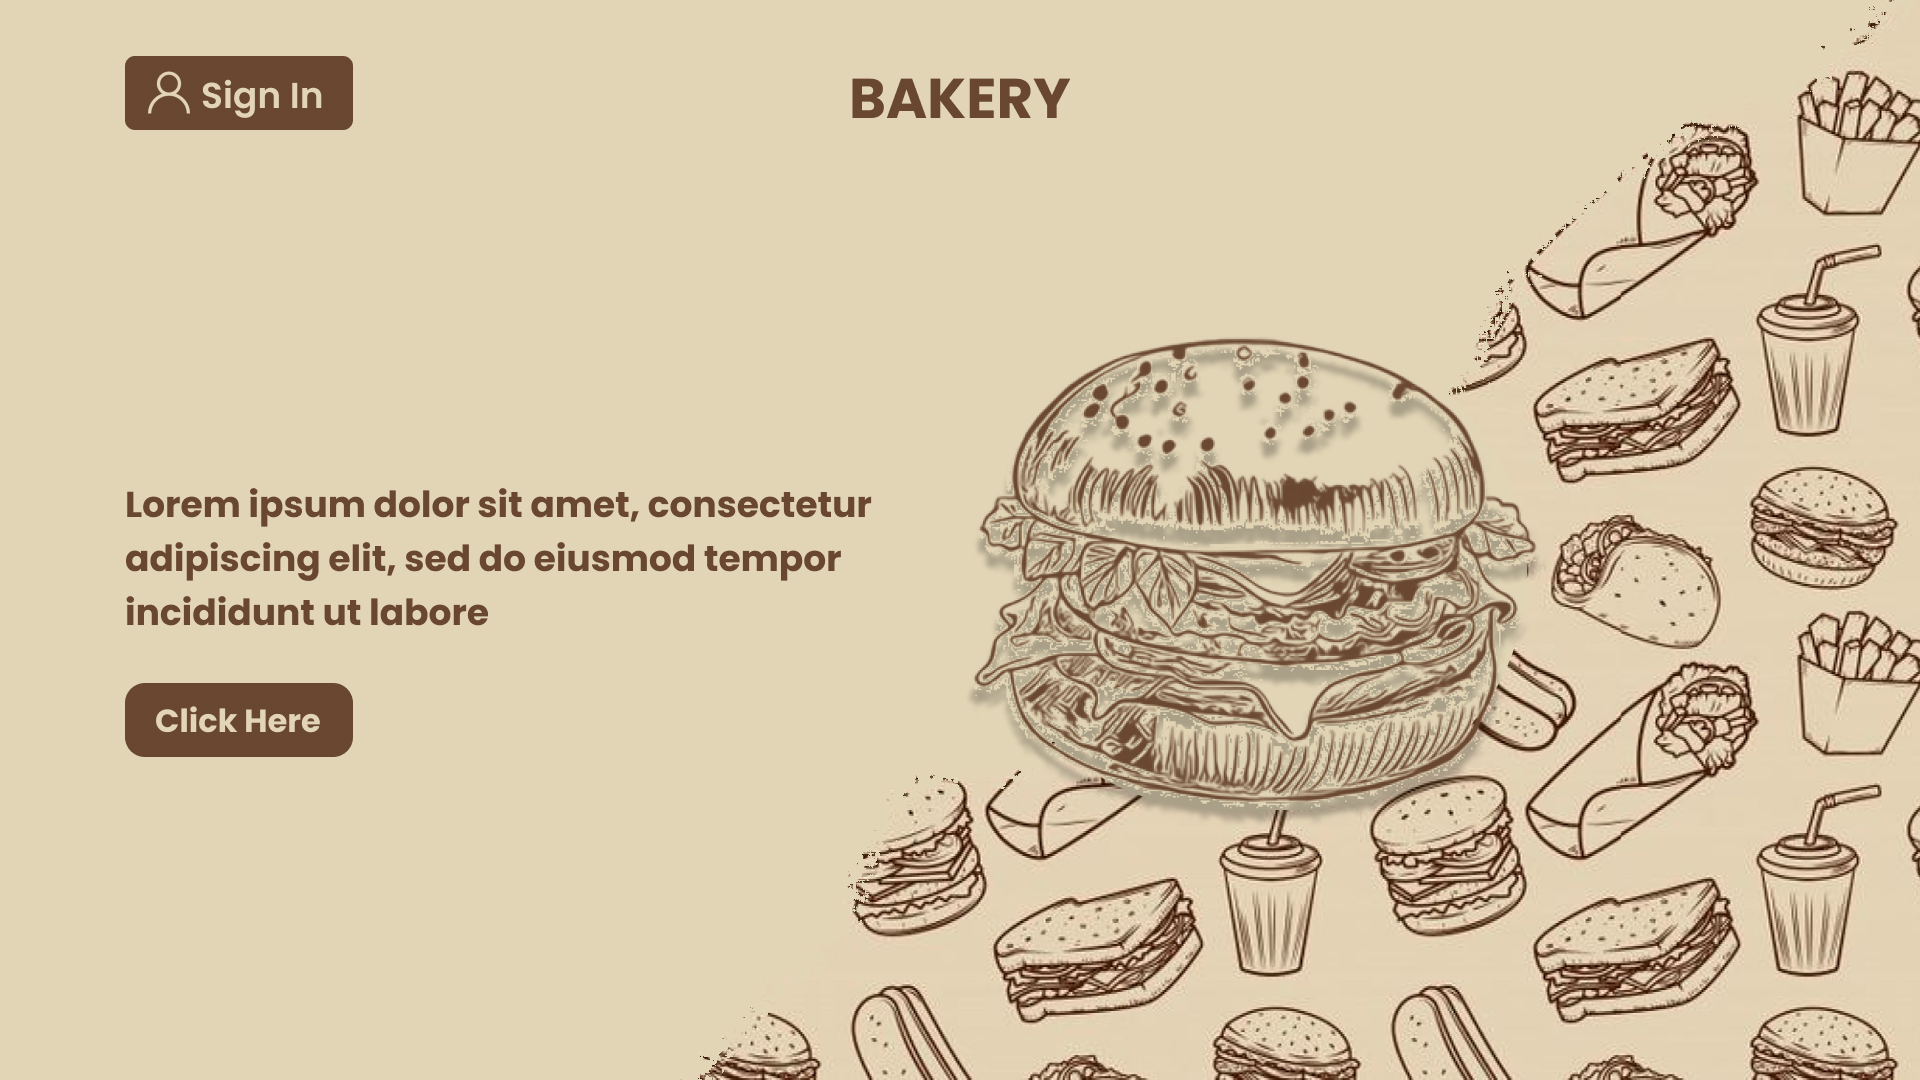 Sign In
BAKERY
Lorem ipsum dolor sit amet, consectetur
adipiscing elit, sed do eiusmod tempor
incididunt ut labore
Click Here